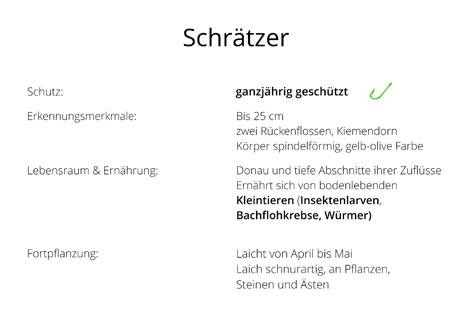 Schrätzer
Schutz: ganzjährig geschützt
Erkennungsmerkmale: Bis 25 cm
zwei Rückenflossen, Kiemendorn
Körper spindelförmig, gelb-olive Farbe
Lebensraum & Ernährung: Donau und tiefe Abschnitte ihrer Zuflüsse
Ernährt sich von bodenlebenden
Kleintieren (Insektenlarven,
Bachflohkrebse, Würmer)
Fortpflanzung: Laicht von April bis Mai
Laich schnurartig, an Pflanzen,
Steinen und Ästen